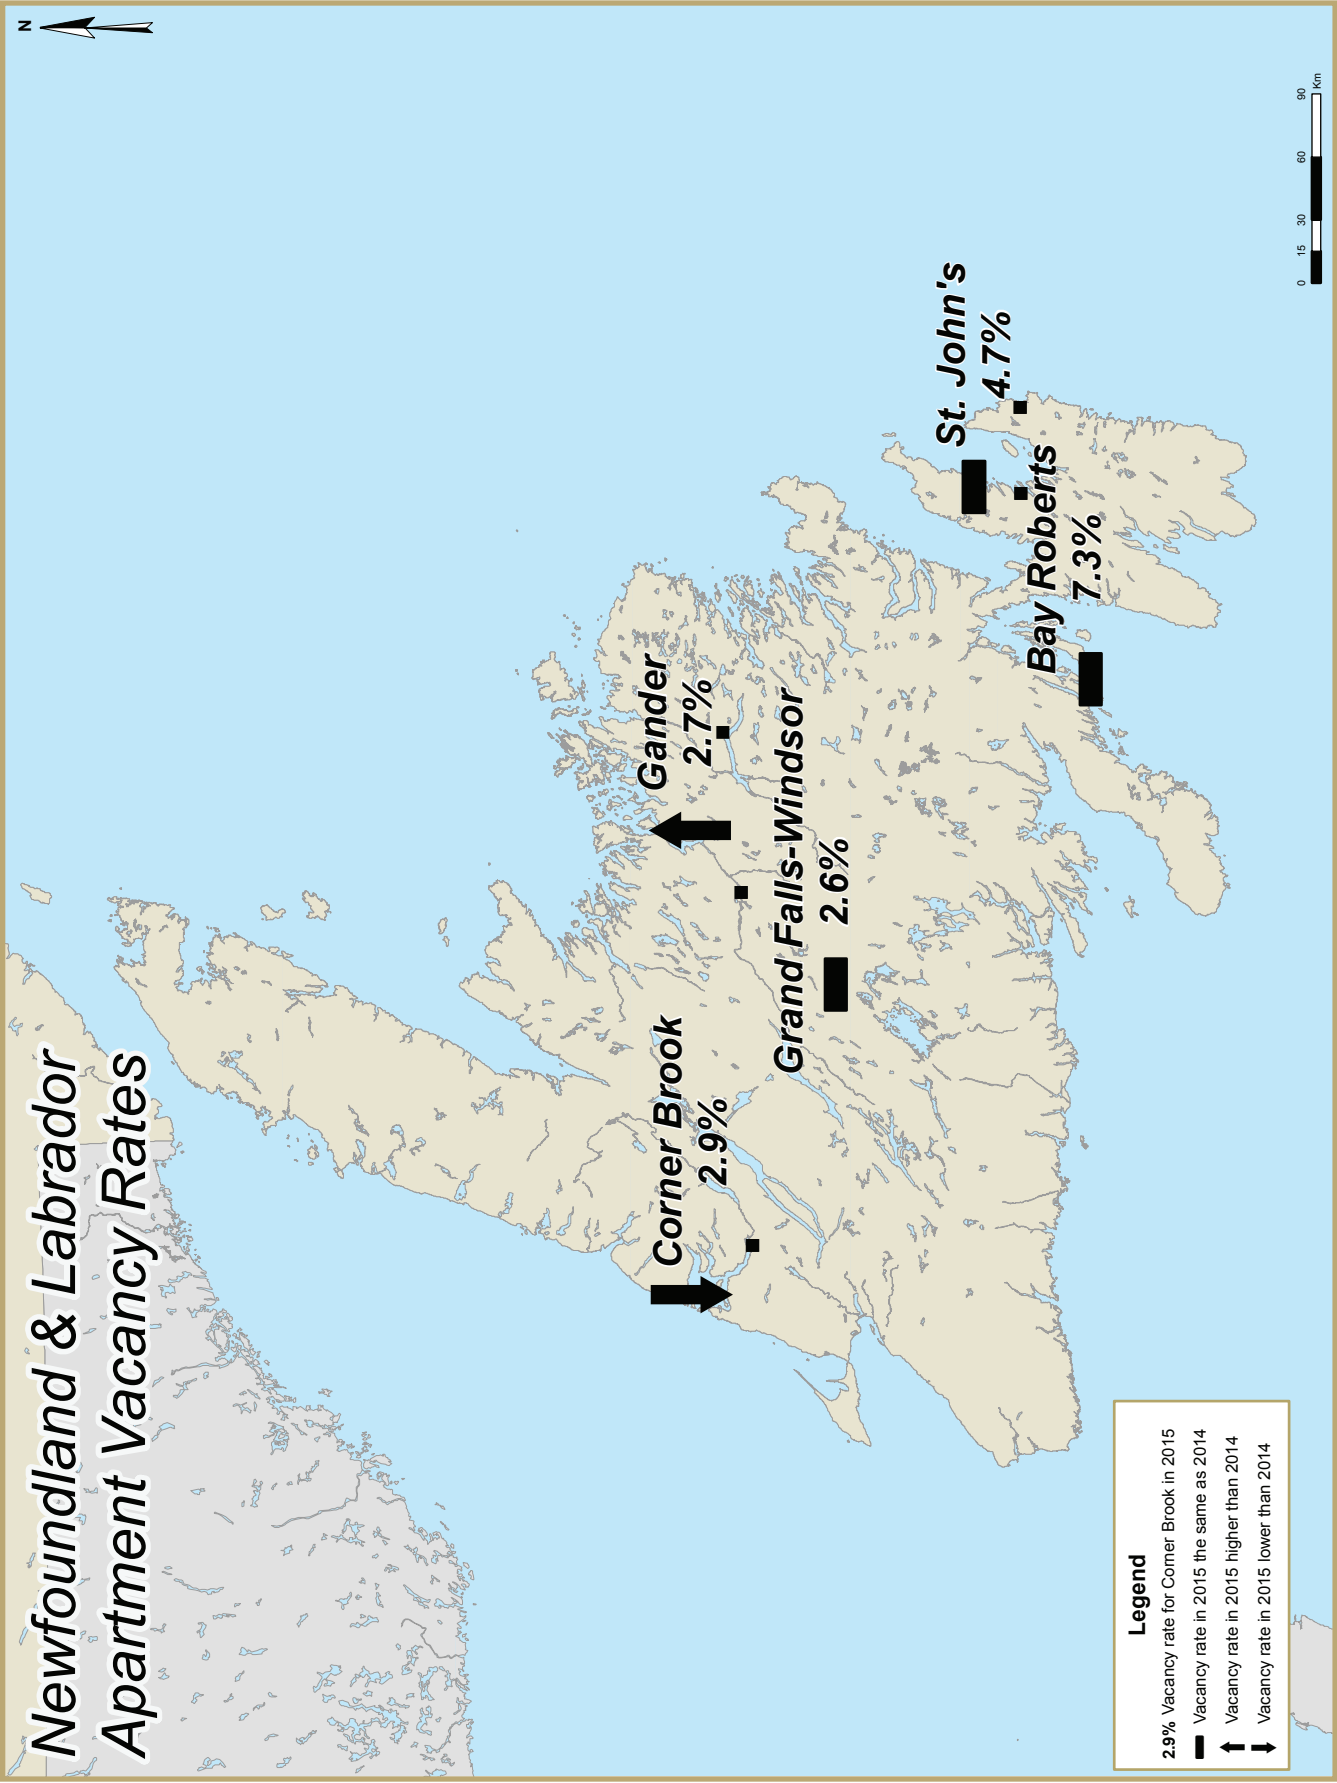 Newfoundland & Labrador
Apartment Vacancy Rates
N
Corner Brook
2.9%
Gander
2.7%
Grand Falls-Windsor
2.6%
St. John's
4.7%
Bay Roberts
7.3%
Legend
2.9% Vacancy rate for Corner Brook in 2015
Vacancy rate in 2015 the same as 2014
Vacancy rate in 2015 higher than 2014
Vacancy rate in 2015 lower than 2014
0 15 30 60 90
Km